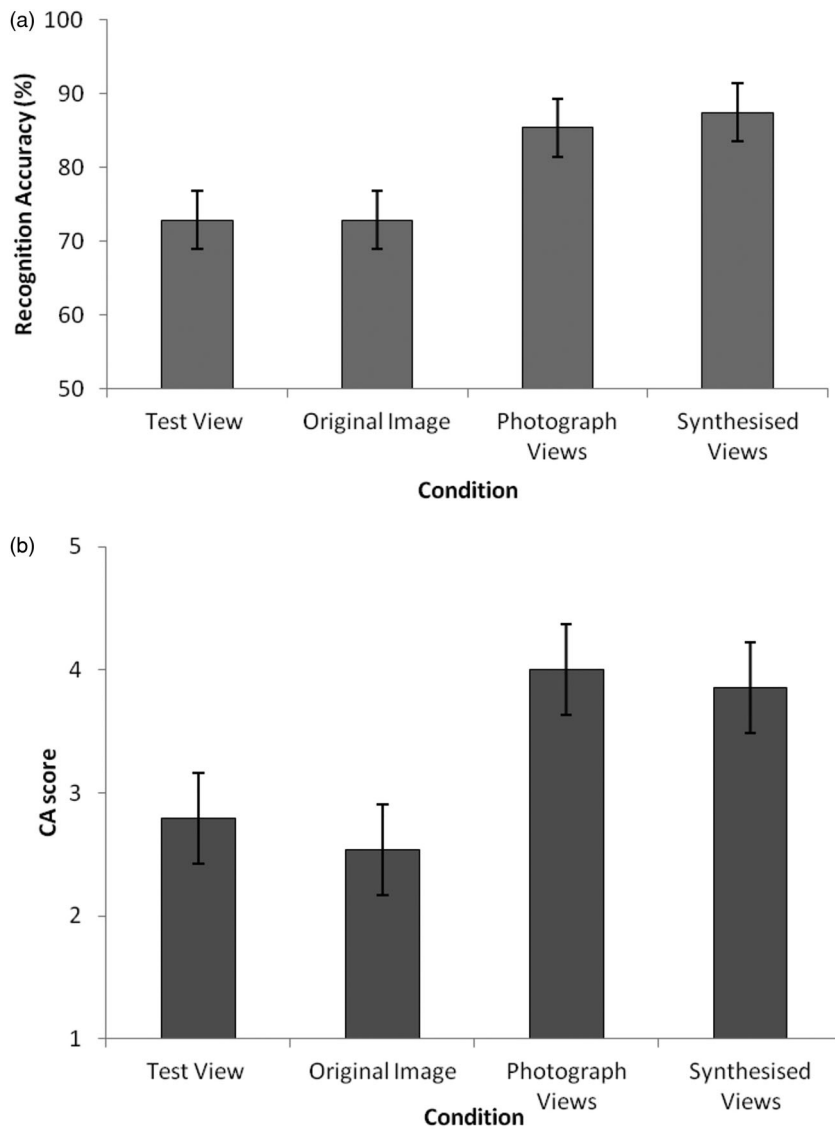 (a)
Recognition Accuracy (%)
100
90
80
70
60
50
Test View
Original Image
Photograph
Views
Synthesised
Views
Condition
(b)
CA score
5
4
3
2
1
Test View
Original Image
Photograph
Views
Synthesised
Views
Condition